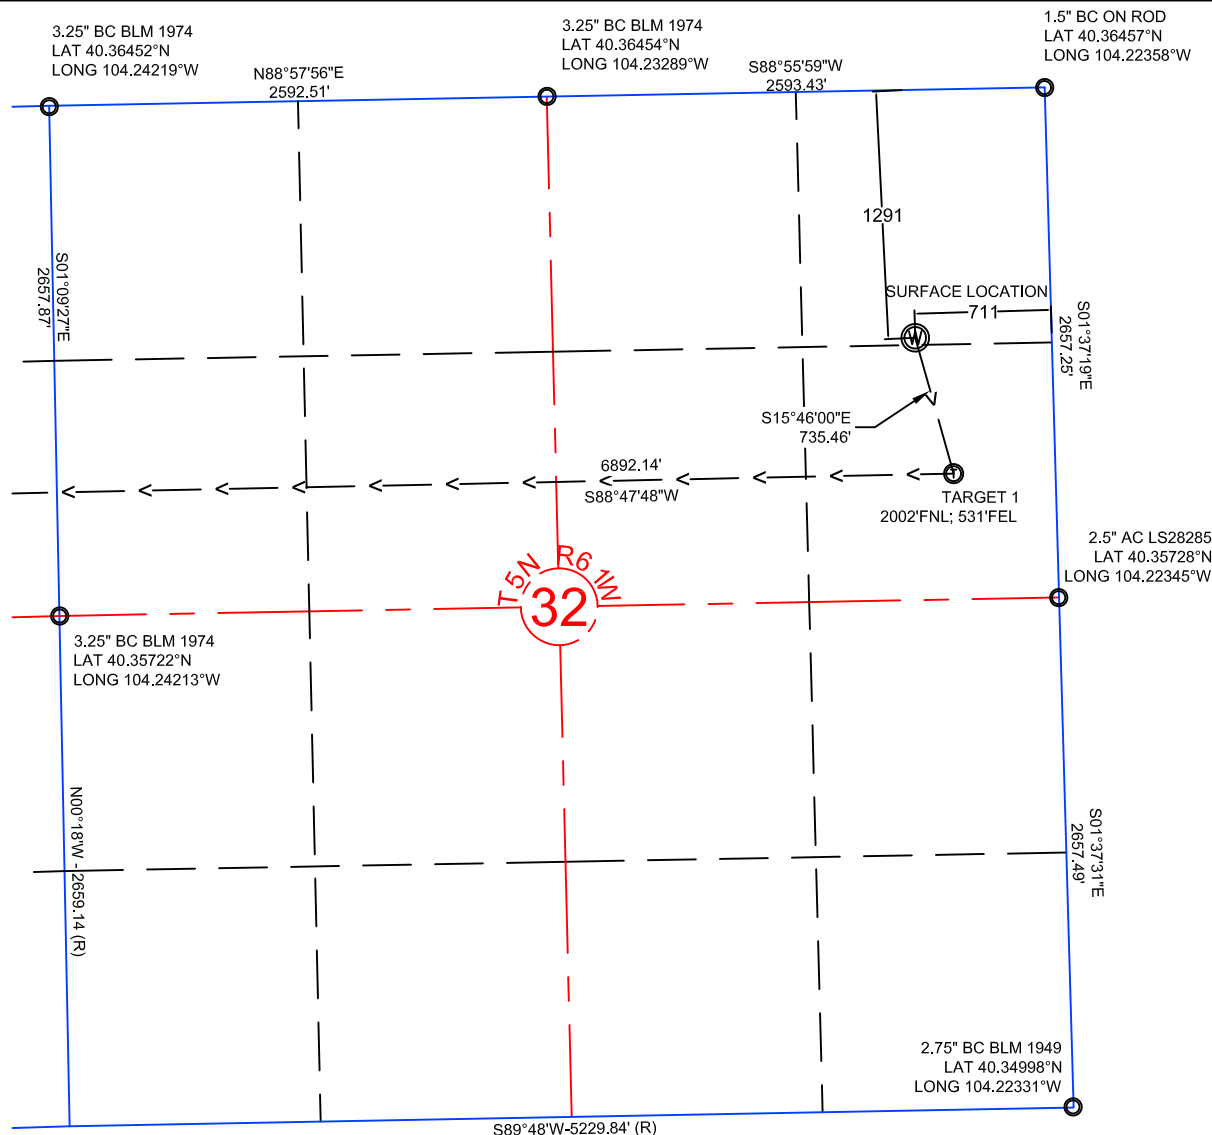 3.25" BC BLM 1974
LAT 40.36452°N
LONG 104.24219°W
N88°57'56"E
2592.51'
3.25" BC BLM 1974
LAT 40.36454°N
LONG 104.23289°W
S88°55'59"W
2593.43'
1.5" BC ON ROD
LAT 40.36457°N
LONG 104.22358°W
1291
SURFACE LOCATION
711
W
S01°09'27"E
2657.87'
S01°37'19"E
2657.25'
S15°46'00"E
735.46'
6892.14'
S88°47'48"W
T
TARGET 1
2002'FNL; 531'FEL
2.5" AC LS28285
LAT 40.35728°N
LONG 104.22345°W
T 5N R6 1W
32
3.25" BC BLM 1974
LAT 40.35722°N
LONG 104.24213°W
N00°18'W -2659.14 (R)
S01°37'31"E
2657.49'
2.75" BC BLM 1949
LAT 40.34998°N
LONG 104.22331°W
S89°48'W-5229.84' (R)